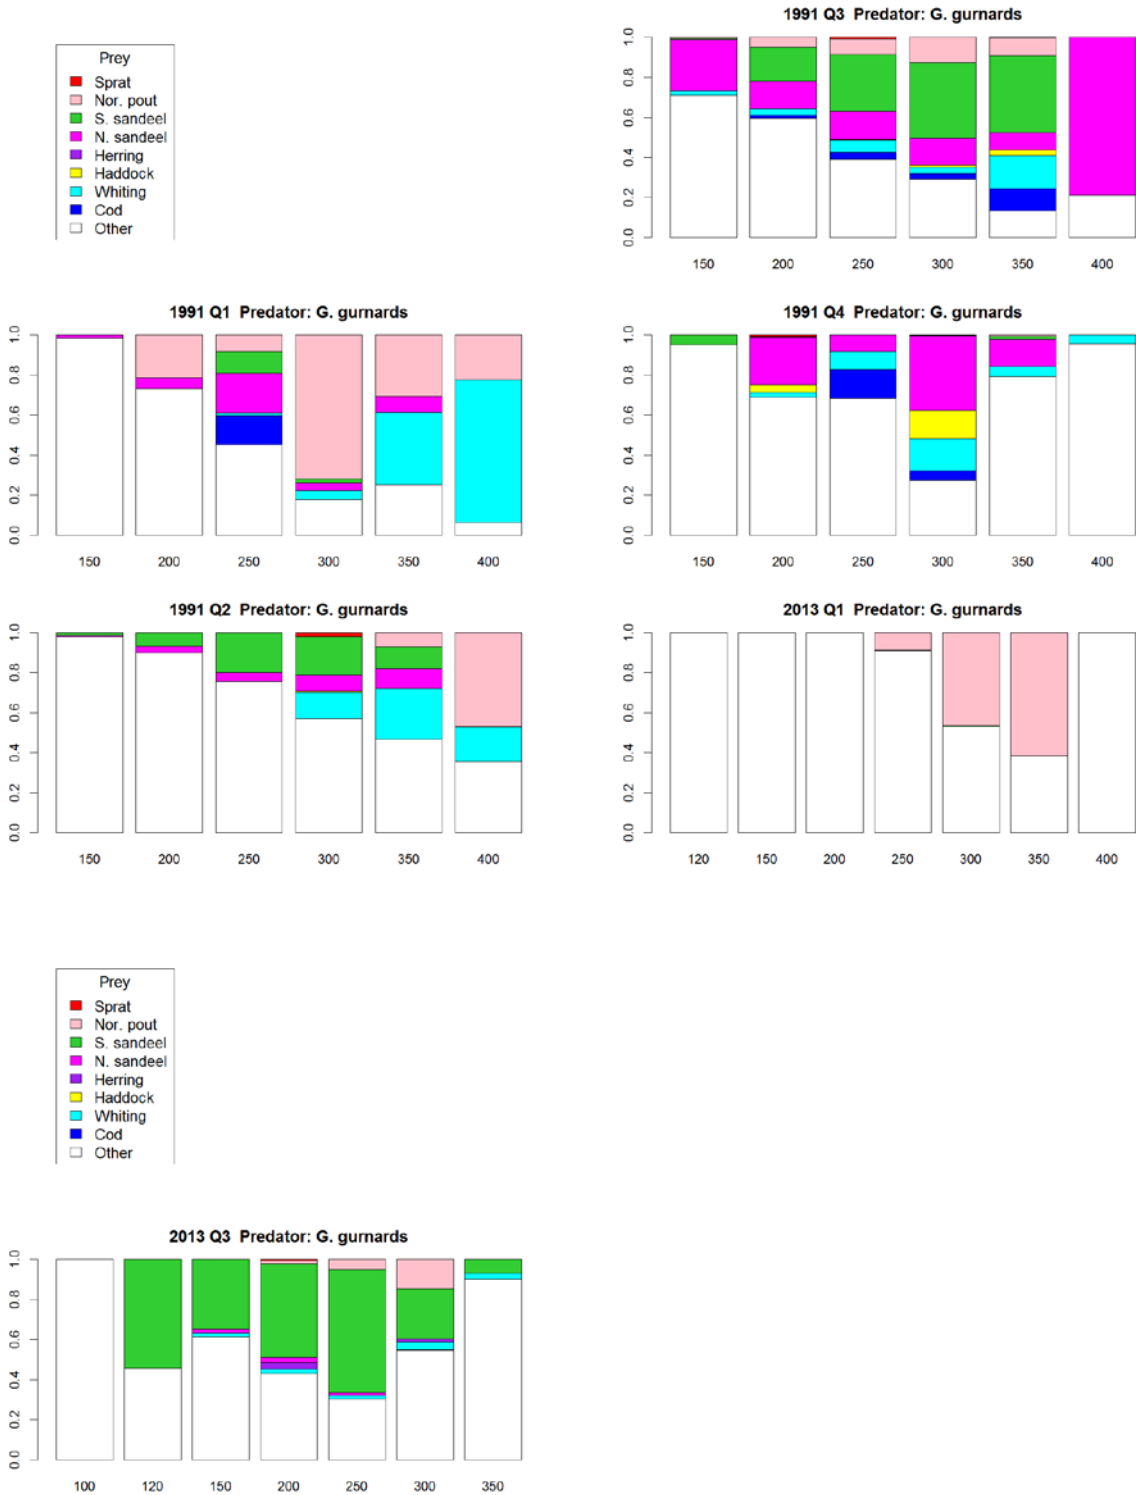 Prey
Sprat
Nor. pout
S. sandeel
N. sandeel
Herring
Haddock
Whiting
Cod
Other
1991 Q3 Predator: G. gurnards
1.0
0.8
0.6
0.4
0.2
0.0
150 200 250 300 350 400
1991 Q1 Predator: G. gurnards
1.0
0.8
0.6
0.4
0.2
0.0
150 200 250 300 350 400
1991 Q4 Predator: G. gurnards
1.0
0.8
0.6
0.4
0.2
0.0
150 200 250 300 350 400
1991 Q2 Predator: G. gurnards
1.0
0.8
0.6
0.4
0.2
0.0
150 200 250 300 350 400
2013 Q1 Predator: G. gurnards
1.0
0.8
0.6
0.4
0.2
0.0
120 150 200 250 300 350 400
Prey
Sprat
Nor. pout
S. sandeel
N. sandeel
Herring
Haddock
Whiting
Cod
Other
2013 Q3 Predator: G. gurnards
1.0
0.8
0.6
0.4
0.2
0.0
100 120 150 200 250 300 350